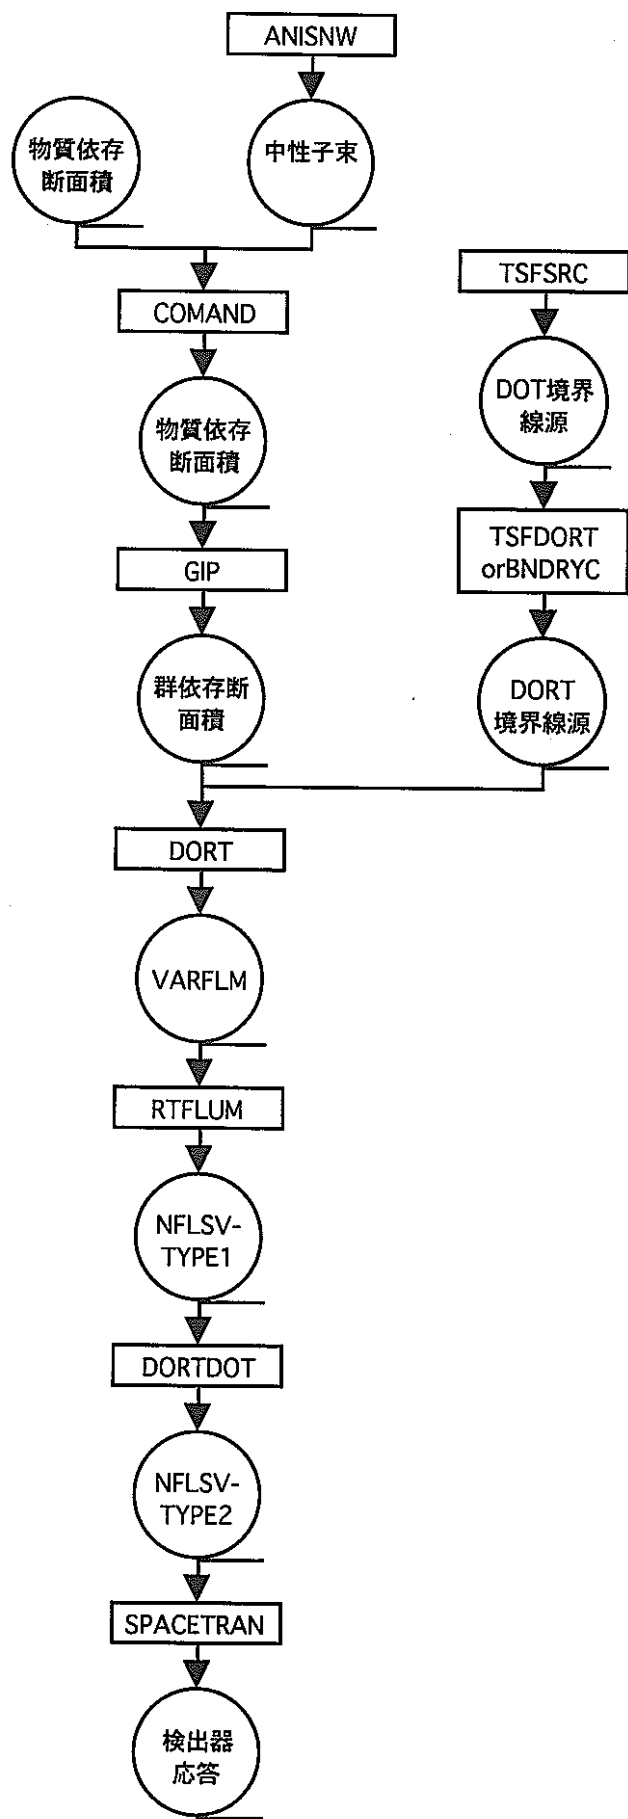 ANISNW
物質依存
断面積
中性子束
COMAND
TSFSRC
物質依存
断面積
DOT境界
線源
GIP
TSFDORT
orBNDRYC
群依存断
面積
DORT
境界線源
DORT
VARFLM
RTFLUM
NFLSV-
TYPE1
DORTDOT
NFLSV-
TYPE2
SPACETRAN
検出器
応答